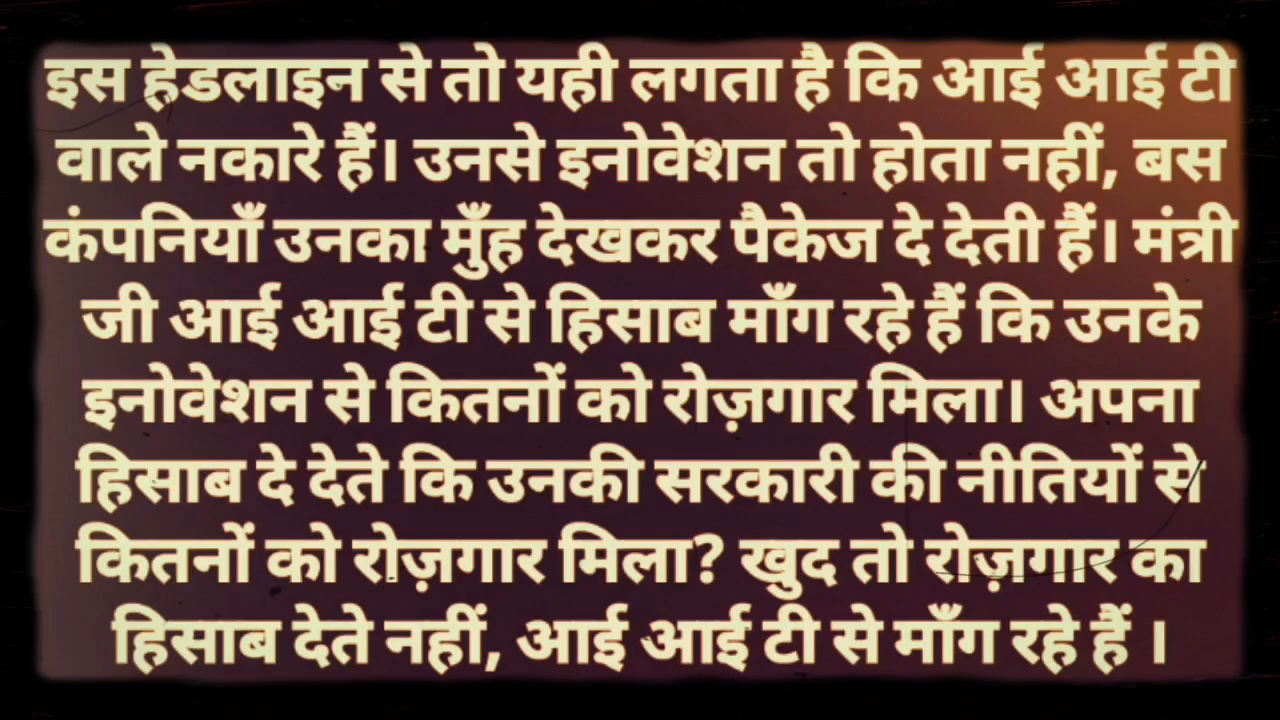 इस हेडलाइन से तो यही लगता है कि आई आई टी
वाले नकारे हैं। उनसे इनोवेशन तो होता नहीं, बस
कंपनियाँ उनका मुँह देखकर पैकेज दे देती हैं। मंत्री
जी आई आई टी से हिसाब माँग रहे हैं कि उनके
इनोवेशन से कितनों को रोज़गार मिला। अपना
हिसाब दे देते कि उनकी सरकारी की नीतियों से
कितनों को रोज़गार मिला? खुद तो रोज़गार का
हिसाब देते नहीं, आई आई टी से माँग रहे हैं ।